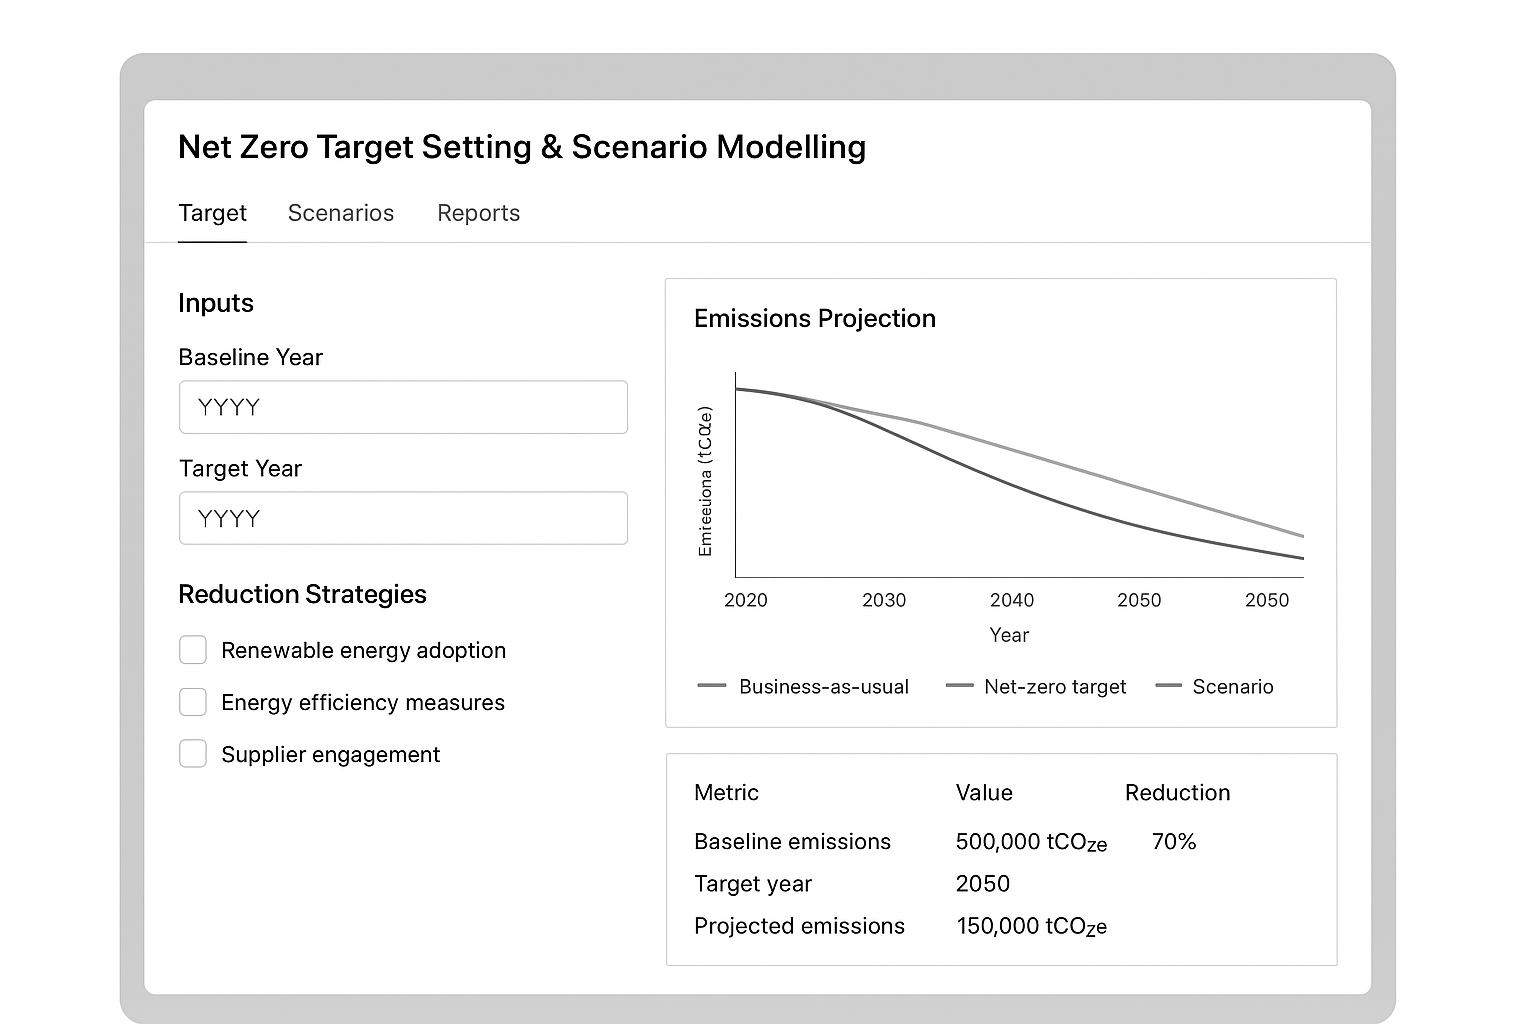 Net Zero Target Setting & Scenario Modelling
Target Scenarios Reports
Inputs
Baseline Year
YYYY
Target Year
YYYY
Reduction Strategies
Renewable energy adoption
Energy efficiency measures
Supplier engagement
Emissions Projection
2020 2030 2040 2050 2050
Year
Business-as-usual Net-zero target Scenario
Metric Value Reduction
Baseline emissions 500,000 tCOze 70%
Target year 2050
Projected emissions 150,000 tCOze